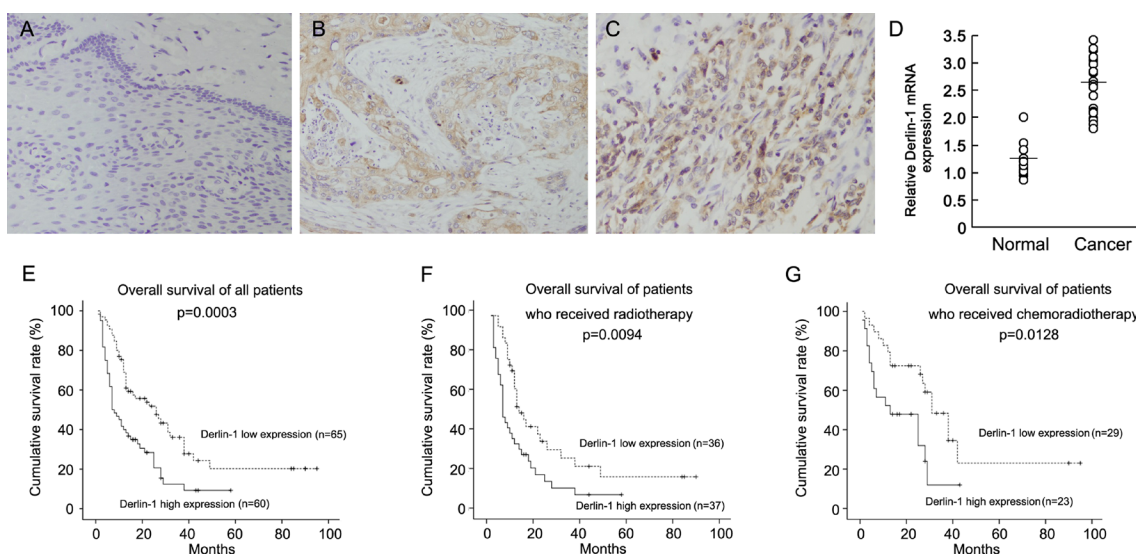 A
B
C
D
Relative Derlin-1 mRNA
expression
3.5
3.0
2.5
2.0
1.5
1.0
0.5
0
Normal
Cancer
E
Overall survival of all patients
p=0.0003
Cumulative survival rate (%)
100
80
60
40
20
0
Derlin-1 low expression (n=65)
Derlin-1 high expression (n=60)
0 20 40 60 80 100
Months
F
Overall survival of patients
who received radiotherapy
p=0.0094
Cumulative survival rate (%)
100
80
60
40
20
0
Derlin-1 low expression (n=36)
Derlin-1 high expression (n=37)
0 20 40 60 80 100
Months
G
Overall survival of patients
who received chemoradiotherapy
p=0.0128
Cumulative survival rate (%)
100
80
60
40
20
0
Derlin-1 low expression (n=29)
Derlin-1 high expression (n=23)
0 20 40 60 80 100
Months